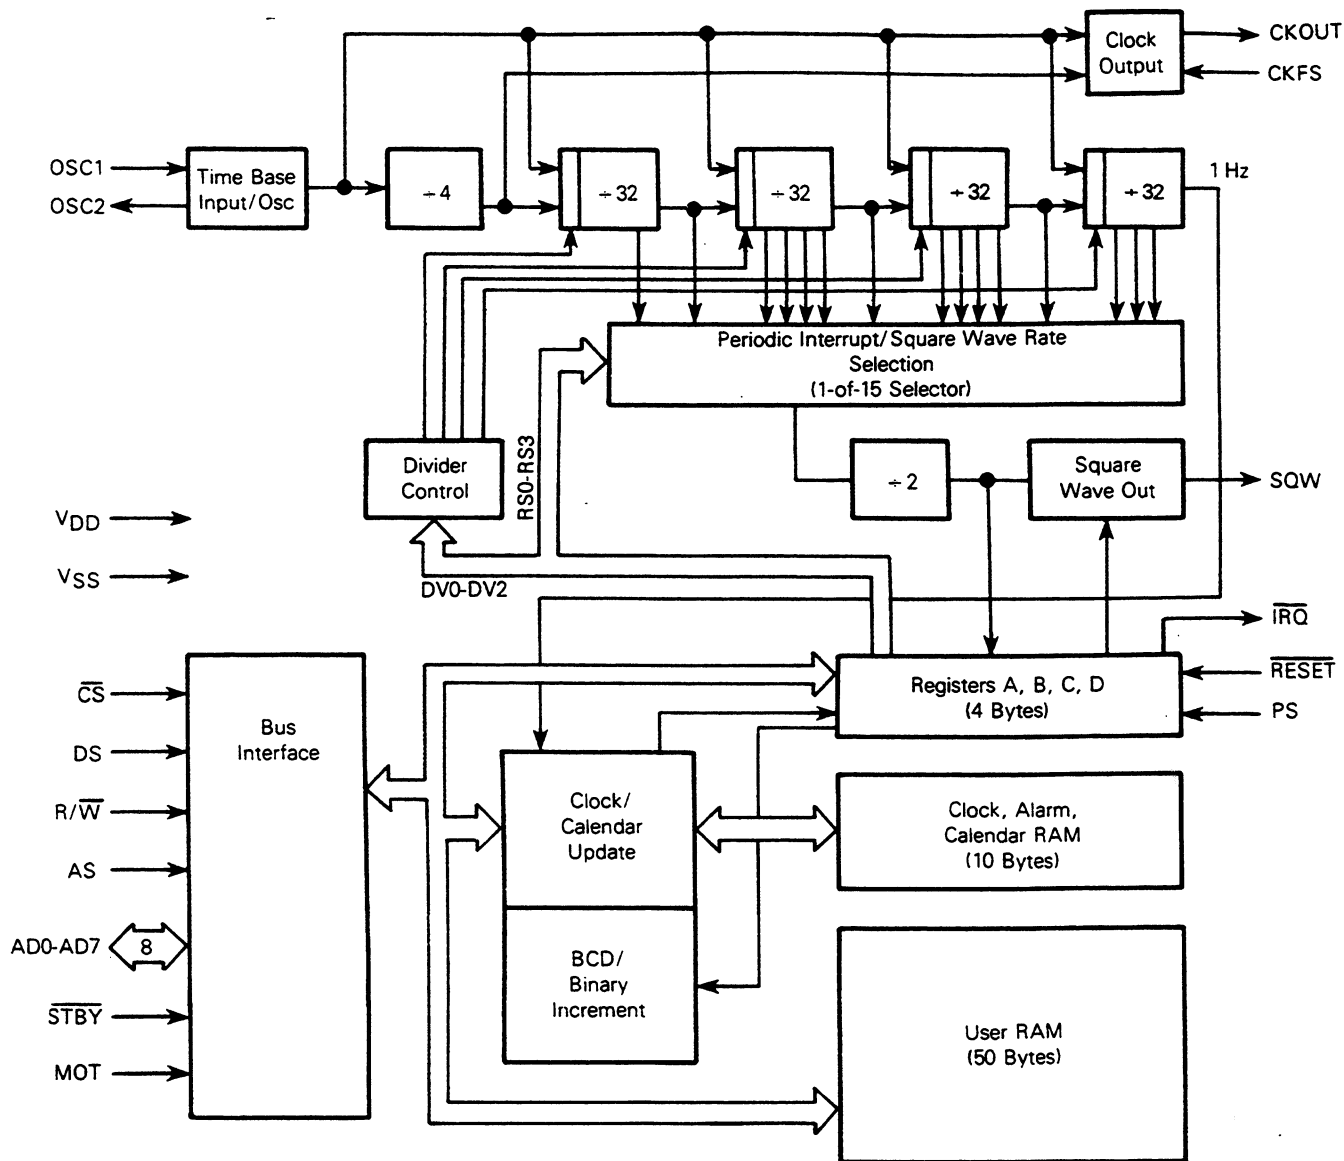 CKOUT
Clock
Output
CKFS
OSC1
OSC2
Time Base
Input/Osc
÷4
÷32
÷32
÷32
÷32
1 Hz
Periodic Interrupt/Square Wave Rate
Selection
(1-of-15 Selector)
RS0-RS3
Divider
Control
÷2
Square
Wave Out
SQW
VDD
VSS
DV0-DV2
IRQ
RESET
PS
Registers A, B, C, D
(4 Bytes)
CS
DS
R/W
AS
AD0-AD7
8
STBY
MOT
Bus
Interface
Clock/
Calendar
Update
Clock, Alarm,
Calendar RAM
(10 Bytes)
BCD/
Binary
Increment
User RAM
(50 Bytes)